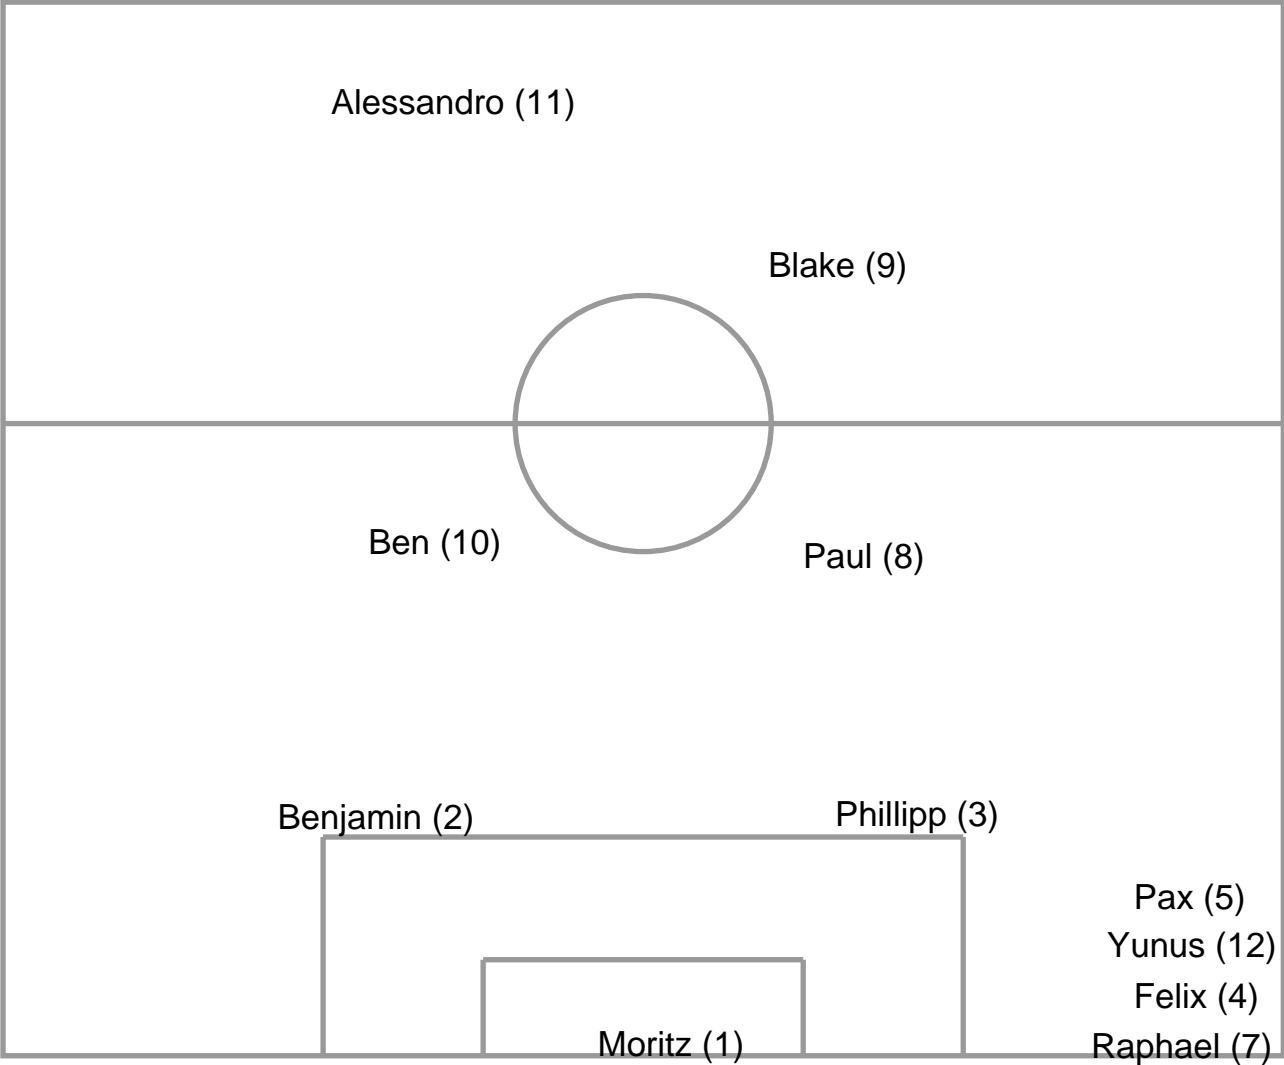 Alessandro (11)
Blake (9)
Ben (10)
Paul (8)
Benjamin (2)
Phillipp (3)
Pax (5)
Yunus (12)
Felix (4)
Moritz (1)
Raphael (7)